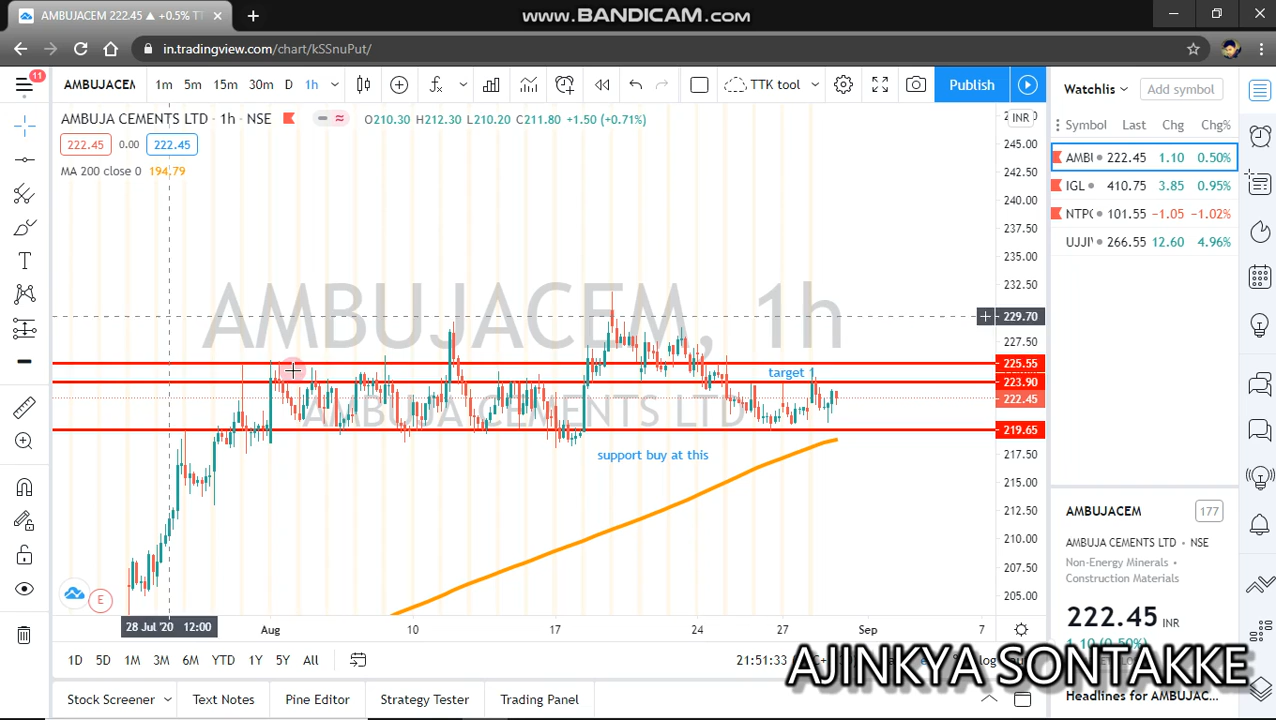 AMBUJACEM 222.45 ▲ +0.5% TT
www.BANDICAM.com
in.tradingview.com/chart/kSSnuPut/
11
AMBUJACEM
1m 5m 15m 30m D 1h
TTK tool
Publish
Watchlis
Add symbol
AMBUJA CEMENTS LTD · 1h · NSE
O210.30 H212.30 L210.20 C211.80 +1.50 (+0.71%)
INR
222.45 0.00 222.45
MA 200 close 0 194.79
Symbol Last Chg Chg%
AMBU 222.45 1.10 0.50%
IGL 410.75 3.85 0.95%
NTPC 101.55 −1.05 −1.02%
UJJIV 266.55 12.60 4.96%
AMBUJACEM, 1h
AMBUJA CEMENTS LTD
target 1
support buy at this
245.00
242.50
240.00
237.50
235.00
232.50
229.70
227.50
225.55
223.90
222.45
219.65
217.50
215.00
212.50
210.00
207.50
205.00
E
28 Jul '20 12:00
Aug 10 17 24 27 Sep 7
AMBUJACEM 177
AMBUJA CEMENTS LTD • NSE
Non-Energy Minerals •
Construction Materials
222.45 INR
1.10 (0.50%)
1D 5D 1M 3M 6M YTD 1Y 5Y All
21:51:33
AJINKYA SONTAKKE
Stock Screener Text Notes Pine Editor Strategy Tester Trading Panel
Headlines for AMBUJAC...